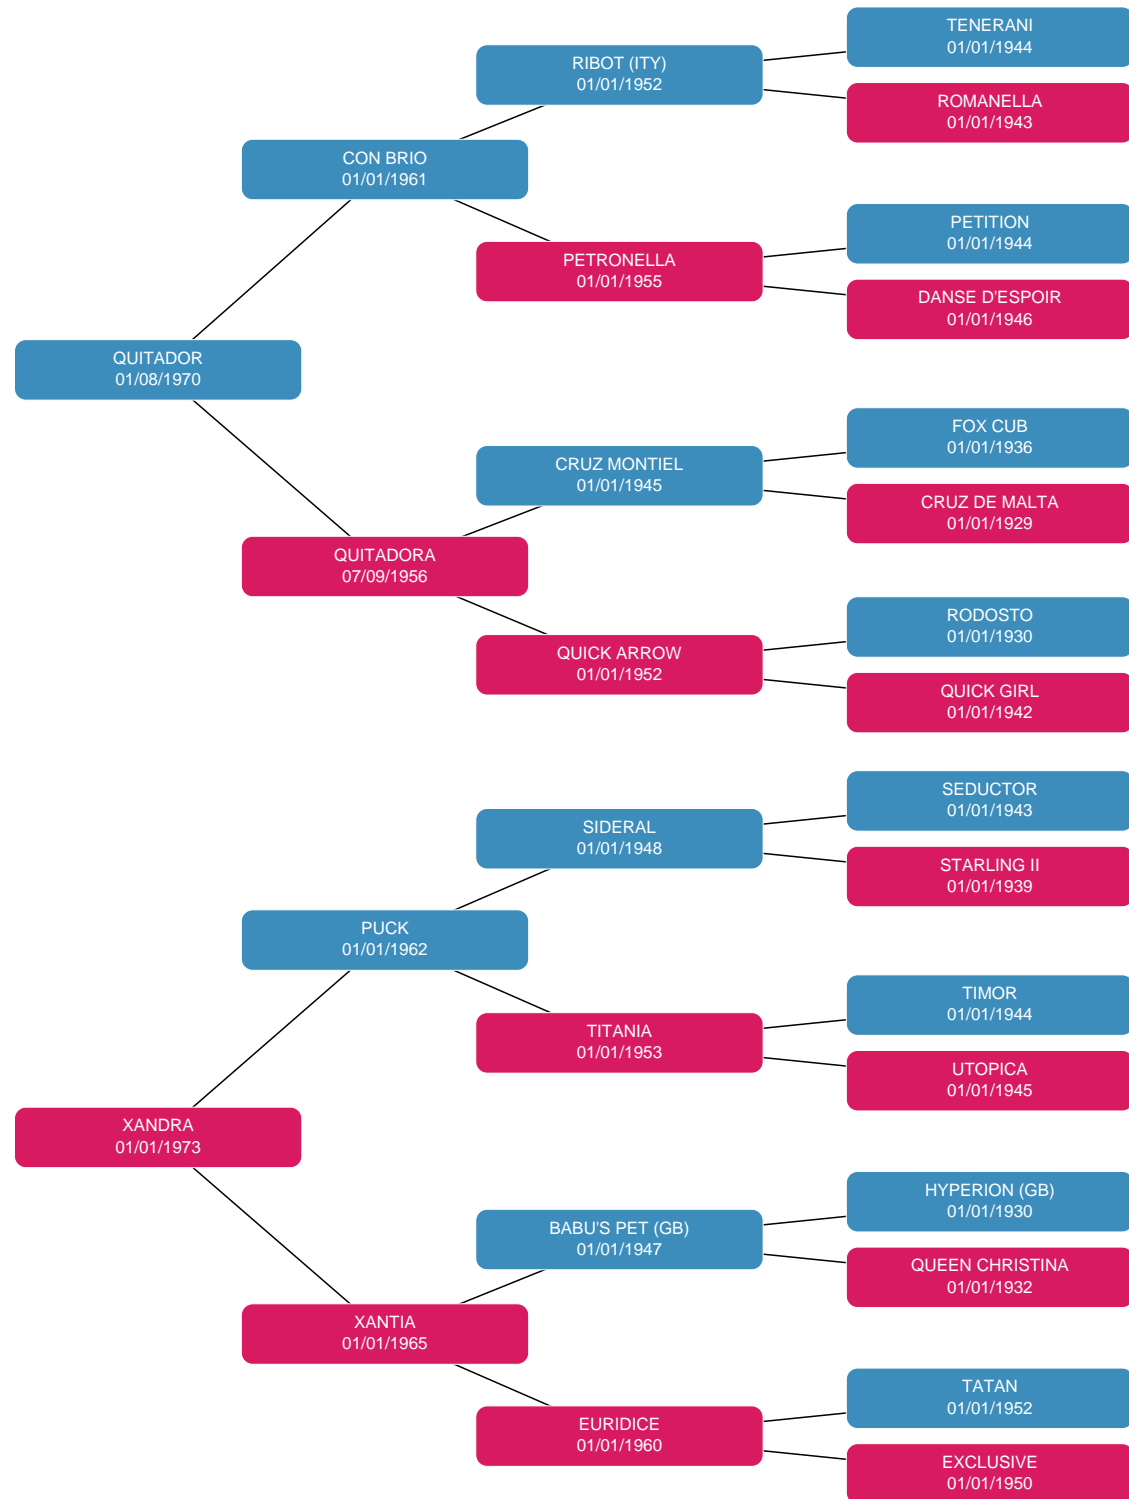 TENERANI
01/01/1944
RIBOT (ITY)
01/01/1952
ROMANELLA
01/01/1943
CON BRIO
01/01/1961
PETITION
01/01/1944
PETRONELLA
01/01/1955
DANSE D'ESPOIR
01/01/1946
QUITADOR
01/08/1970
FOX CUB
01/01/1936
CRUZ MONTIEL
01/01/1945
CRUZ DE MALTA
01/01/1929
QUITADORA
07/09/1956
RODOSTO
01/01/1930
QUICK ARROW
01/01/1952
QUICK GIRL
01/01/1942
SEDUCTOR
01/01/1943
SIDERAL
01/01/1948
STARLING II
01/01/1939
PUCK
01/01/1962
TIMOR
01/01/1944
TITANIA
01/01/1953
UTOPICA
01/01/1945
XANDRA
01/01/1973
HYPERION (GB)
01/01/1930
BABU'S PET (GB)
01/01/1947
QUEEN CHRISTINA
01/01/1932
XANTIA
01/01/1965
TATAN
01/01/1952
EURIDICE
01/01/1960
EXCLUSIVE
01/01/1950